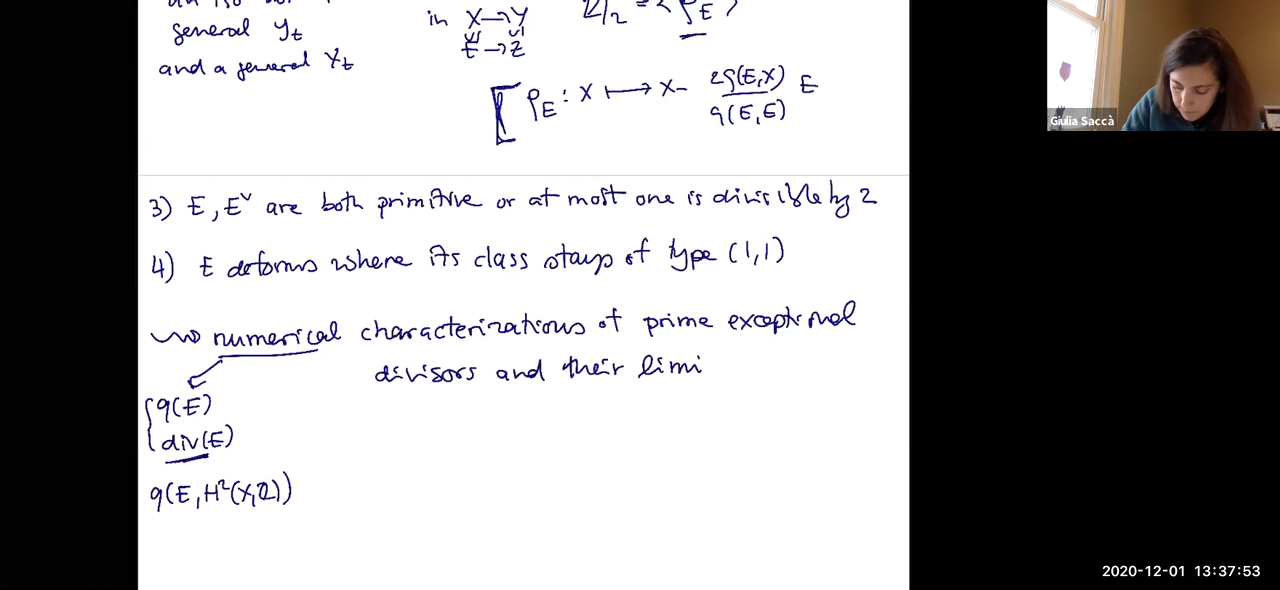 general Y_t
and a general X_t
in X → Y
E → Z
Z/2 = < ρ_E >
[ ρ_E : x ↦ x - 2q(E,x)/q(E,E) E
3) E, E^∨ are both primitive or at most one is divisible by 2
4) E deforms where its class stays of type (1,1)
⇝ numerical characterizations of prime exceptional
divisors and their limi
{ q(E)
div(E)
q(E, H²(X,Z))
Giulia Saccà
2020-12-01 13:37:53